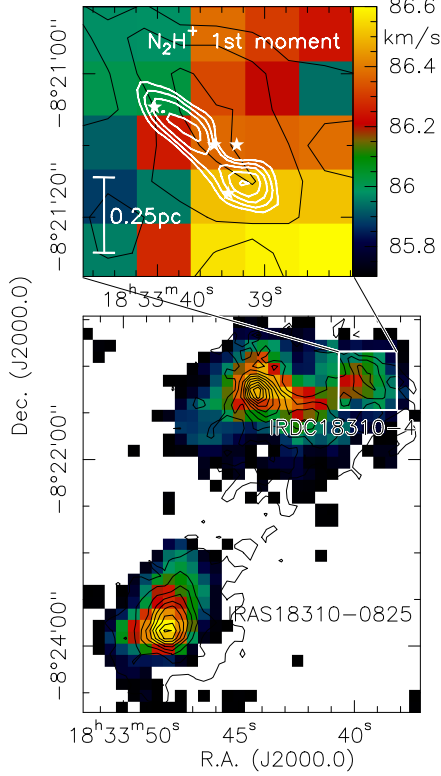 86.6
N₂H⁺ 1st moment
km/s
86.4
86.2
86
85.8
−8°21'00"
−8°21'20"
0.25pc
18ʰ33ᵐ40ˢ 39ˢ
Dec. (J2000.0)
IRDC18310−4
−8°22'00"
IRAS18310−0825
−8°24'00"
18ʰ33ᵐ50ˢ 45ˢ 40ˢ
R.A. (J2000.0)